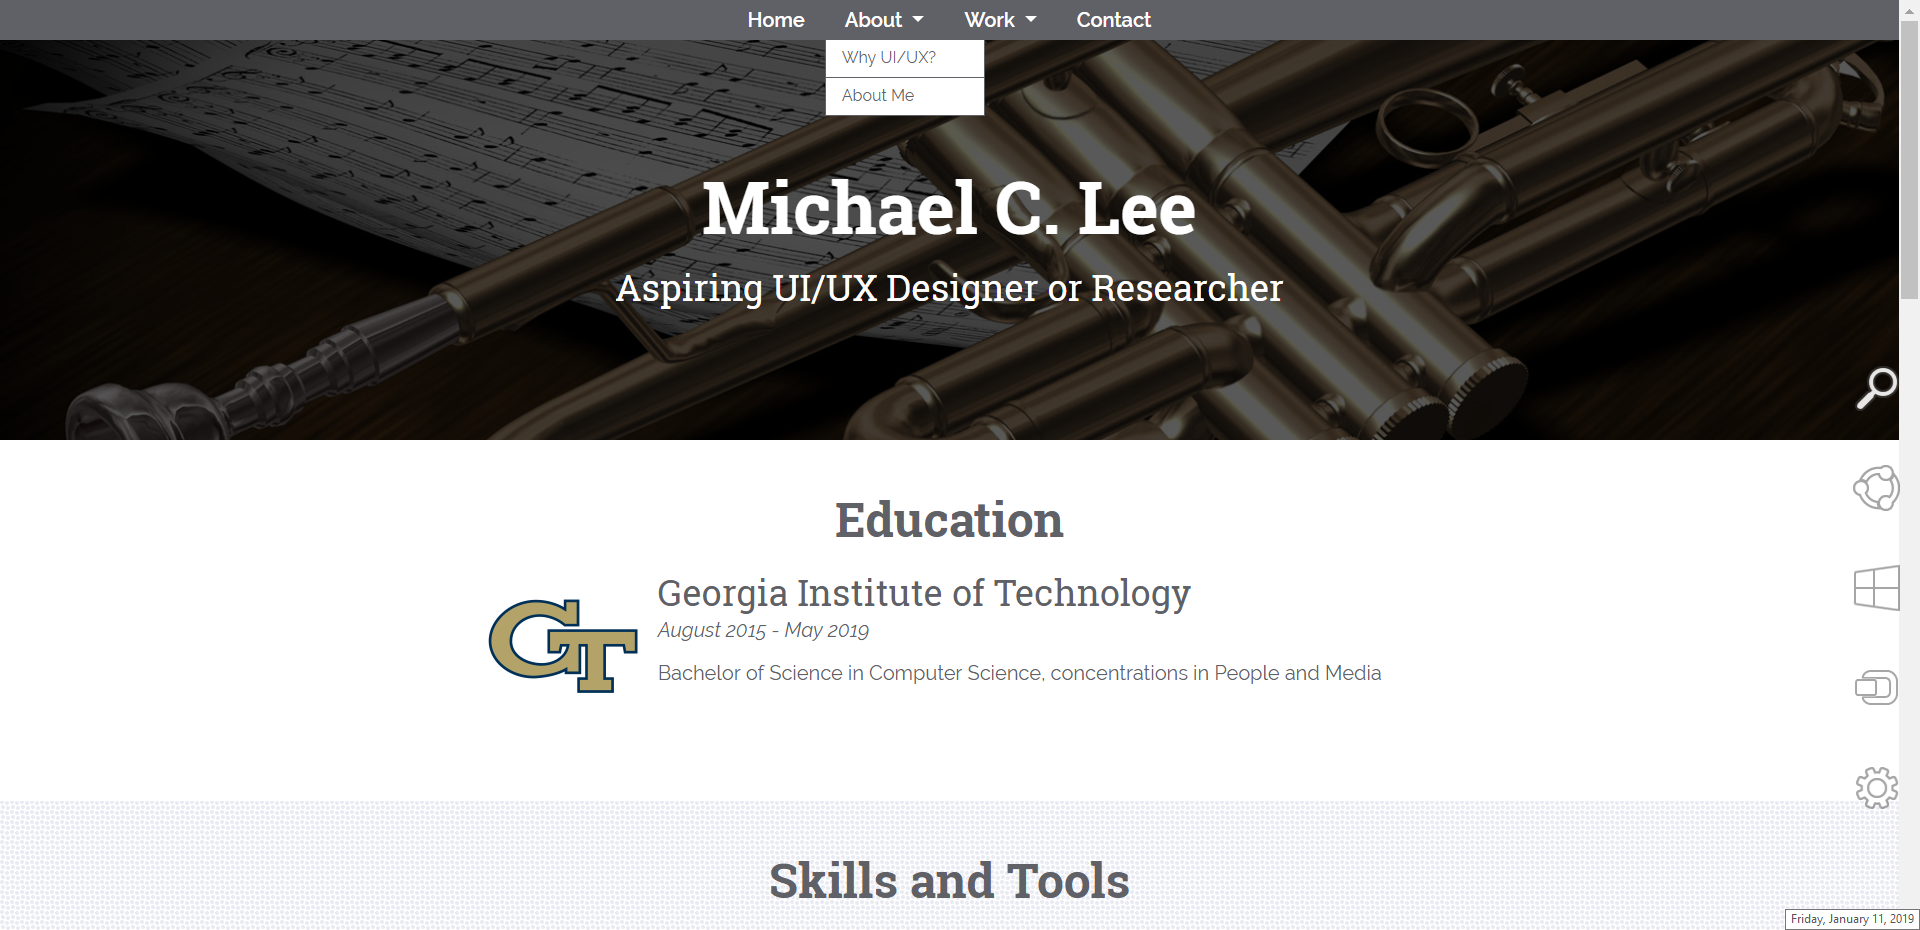 Home About Work Contact
Why UI/UX?
About Me
Michael C. Lee
Aspiring UI/UX Designer or Researcher
Education
Georgia Institute of Technology
August 2015 - May 2019
GT
Bachelor of Science in Computer Science, concentrations in People and Media
Skills and Tools
Friday, January 11, 2019